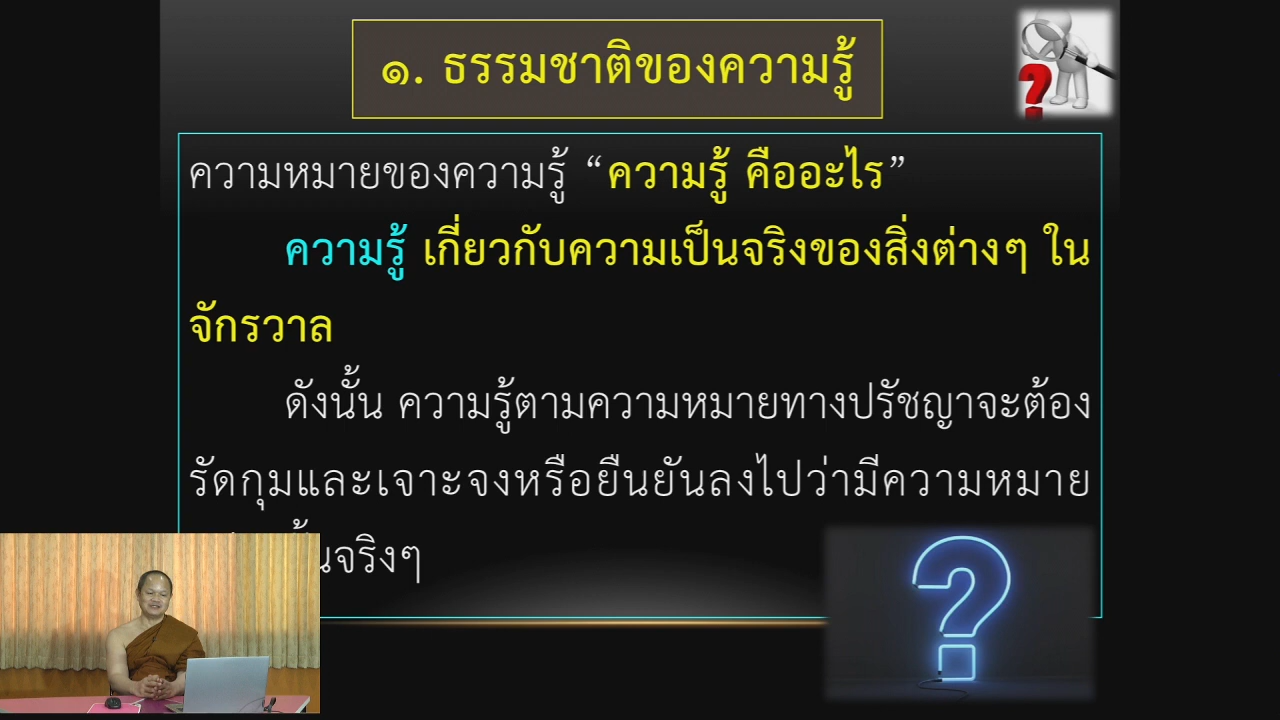 ๑. ธรรมชาติของความรู้
ความหมายของความรู้ “ความรู้ คืออะไร”
ความรู้ เกี่ยวกับความเป็นจริงของสิ่งต่างๆ ใน
จักรวาล
ดังนั้น ความรู้ตามความหมายทางปรัชญาจะต้อง
รัดกุมและเจาะจงหรือยืนยันลงไปว่ามีความหมาย
จริงๆ